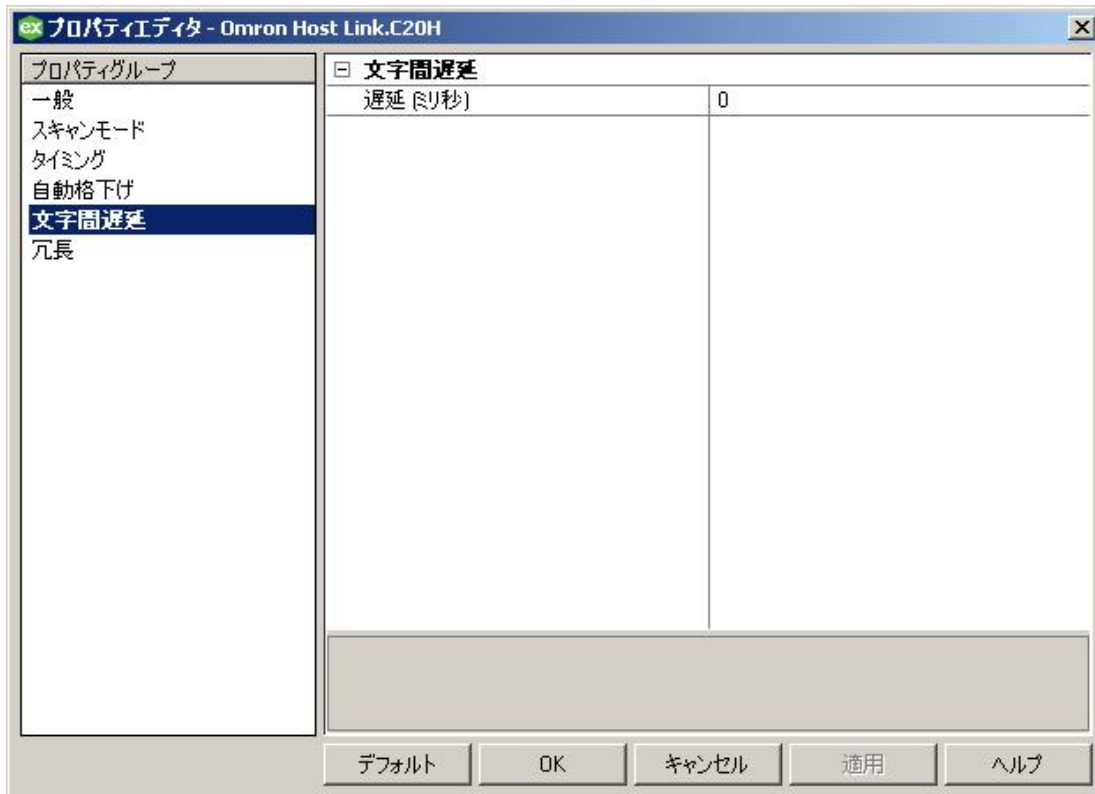 ex プロパティエディタ - Omron Host Link.C20H
プロパティグループ
一般
スキャンモード
タイミング
自動格下げ
文字間遅延
冗長
文字間遅延
遅延 (ミリ秒) 0
デフォルト OK キャンセル 適用 ヘルプ